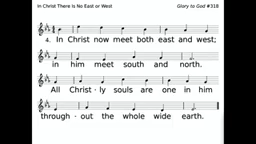 In Christ There Is No East or West
Glory to God #318
4. In Christ now meet both east and west;
in him meet south and north.
All Christ - ly souls are one in him
through - out the whole wide earth.